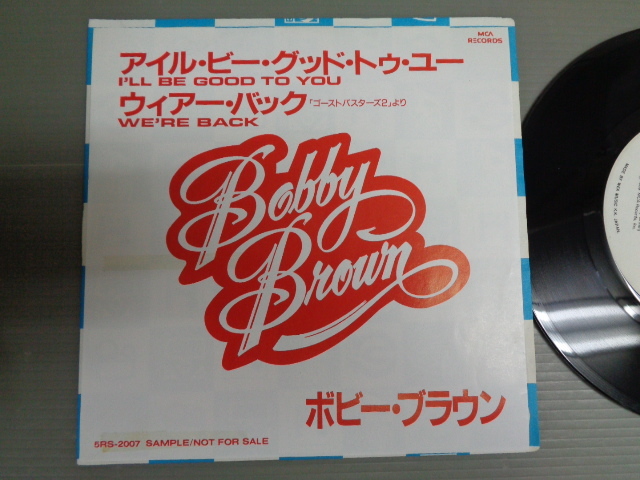 MCA
RECORDS
アイル・ビー・グッド・トゥ・ユー
I'LL BE GOOD TO YOU
ウィアー・バック 「ゴーストバスターズ2」より
WE'RE BACK
Bobby
Brown
ボビー・ブラウン
SRS-2007 SAMPLE/NOT FOR SALE